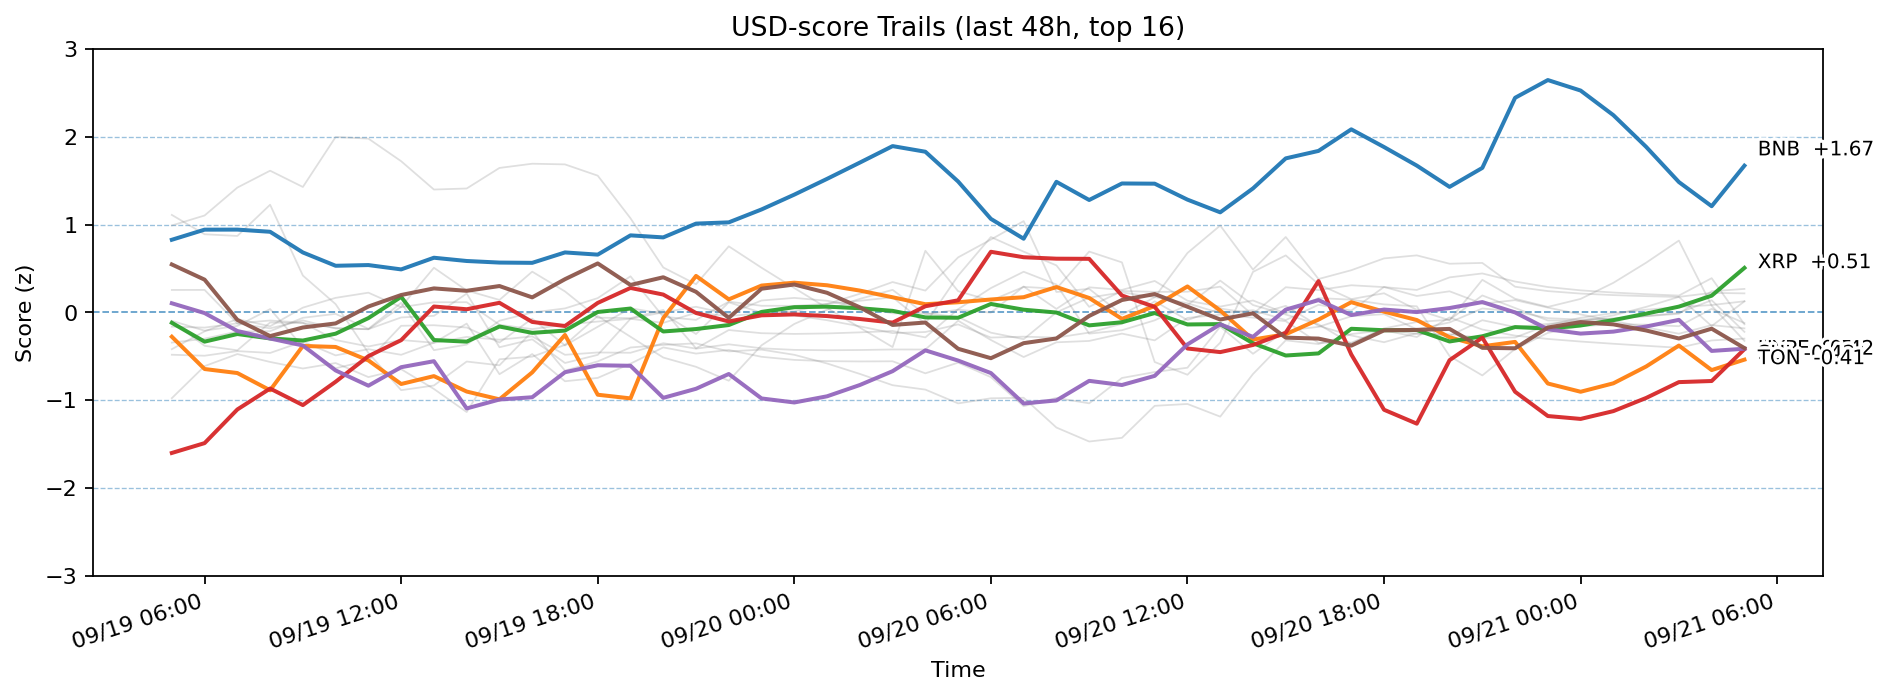 USD-score Trails (last 48h, top 16)
Score (z)
3
2
1
0
−1
−2
−3
BNB +1.67
XRP +0.51
TON -0.41
09/19 06:00
09/19 12:00
09/19 18:00
09/20 00:00
09/20 06:00
09/20 12:00
09/20 18:00
09/21 00:00
09/21 06:00
Time